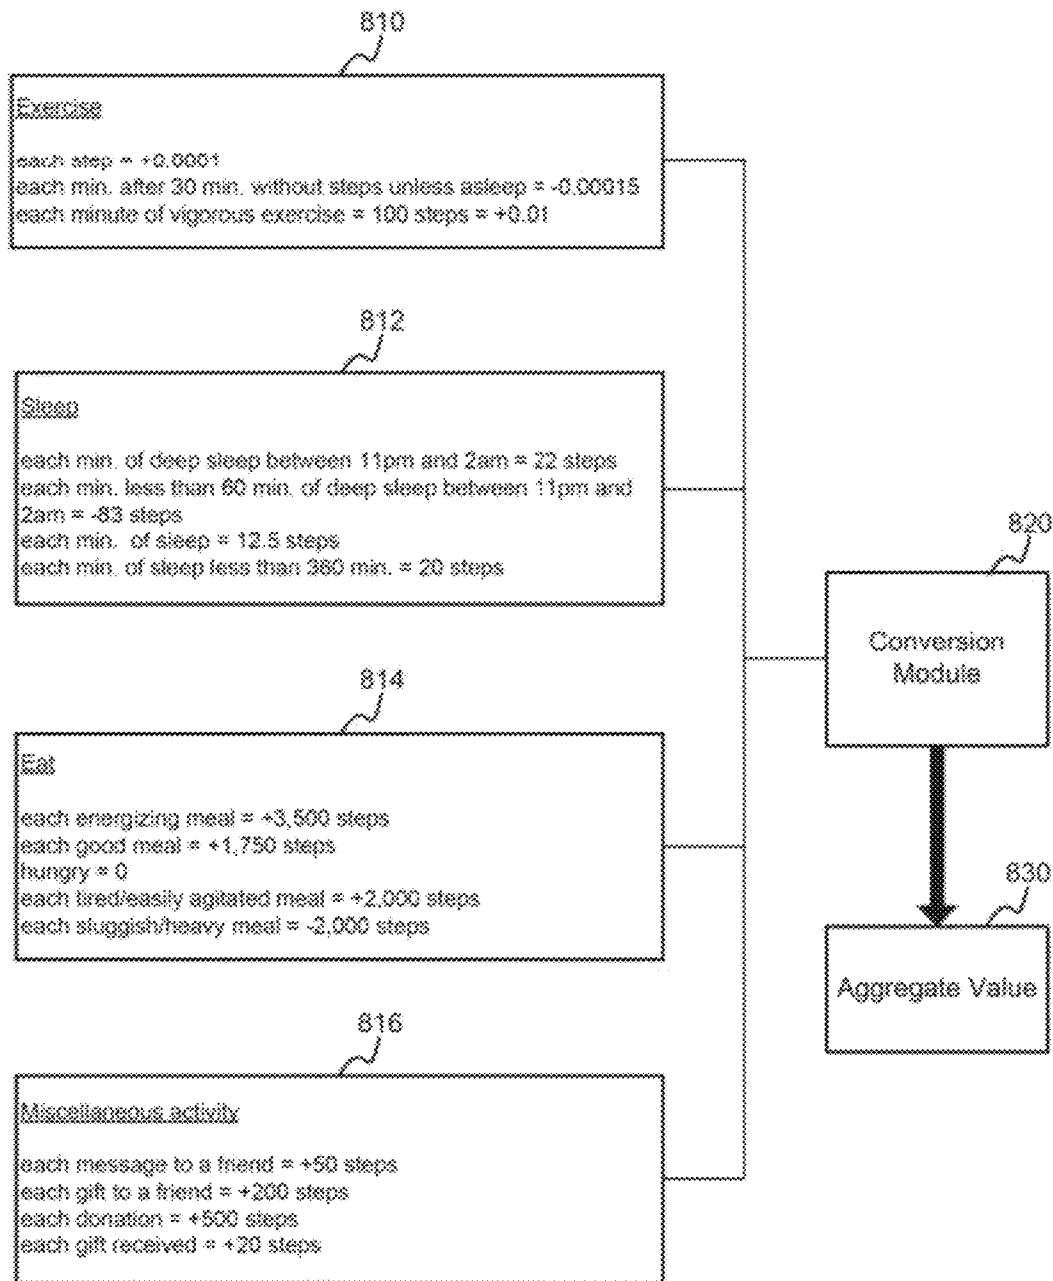 810
Exercise
each step = +0.0001
each min. after 30 min. without steps unless asleep = -0.00015
each minute of vigorous exercise = 100 steps = +0.01
812
Sleep
each min. of deep sleep between 11pm and 2am = 22 steps
each min. less than 60 min. of deep sleep between 11pm and
2am = -83 steps
each min. of sleep = 12.5 steps
each min. of sleep less than 360 min. = 20 steps
820
Conversion
Module
814
Eat
each energizing meal = +3,500 steps
each good meal = +1,750 steps
hungry = 0
each tired/easily agitated meal = +2,000 steps
each sluggish/heavy meal = -2,000 steps
830
Aggregate Value
816
Miscellaneous activity
each message to a friend = +50 steps
each gift to a friend = +200 steps
each donation = +500 steps
each gift received = +20 steps